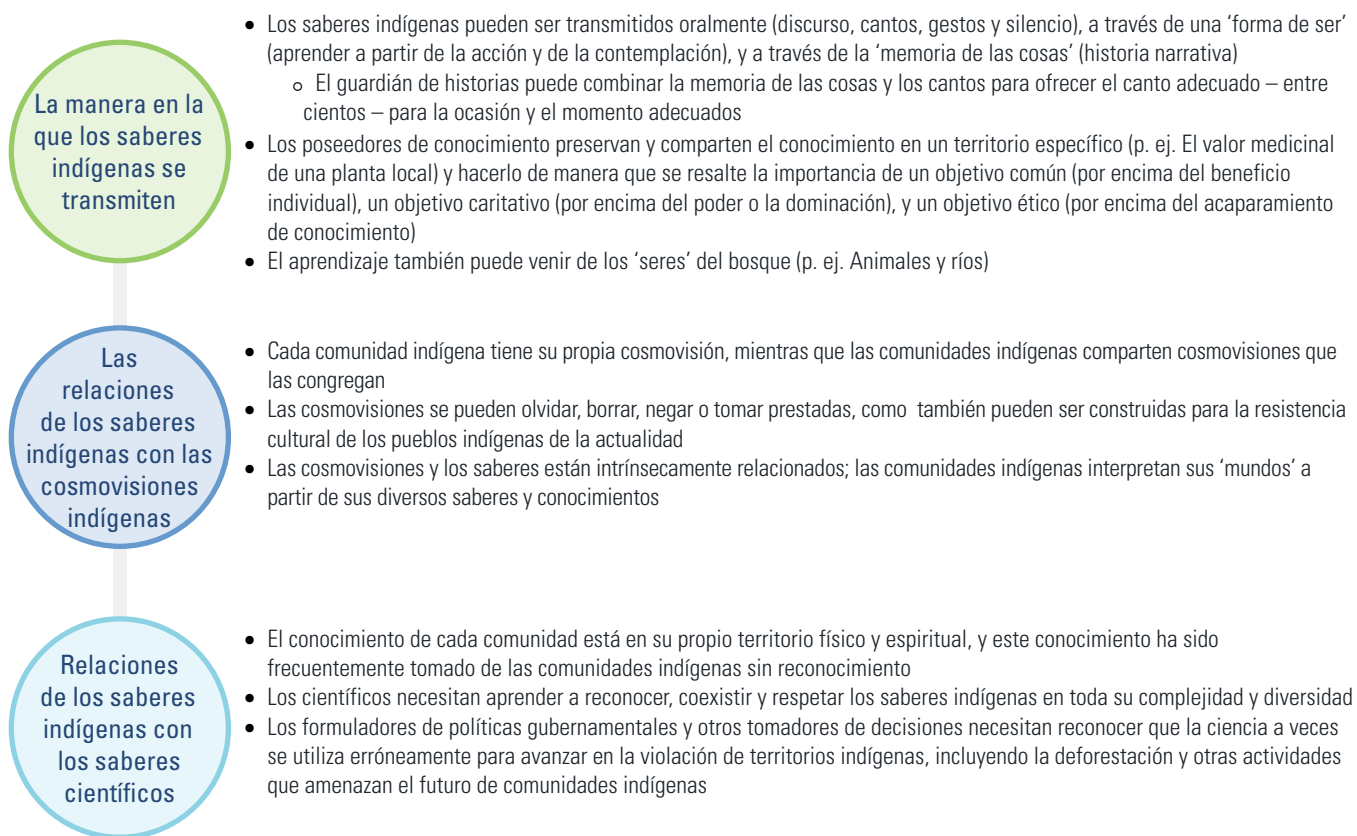 La manera en la
que los saberes
indígenas se
transmiten
• Los saberes indígenas pueden ser transmitidos oralmente (discurso, cantos, gestos y silencio), a través de una ‘forma de ser’
(aprender a partir de la acción y de la contemplación), y a través de la ‘memoria de las cosas’ (historia narrativa)
o El guardián de historias puede combinar la memoria de las cosas y los cantos para ofrecer el canto adecuado – entre
cientos – para la ocasión y el momento adecuados
• Los poseedores de conocimiento preservan y comparten el conocimiento en un territorio específico (p. ej. El valor medicinal
de una planta local) y hacerlo de manera que se resalte la importancia de un objetivo común (por encima del beneficio
individual), un objetivo caritativo (por encima del poder o la dominación), y un objetivo ético (por encima del acaparamiento
de conocimiento)
• El aprendizaje también puede venir de los ‘seres’ del bosque (p. ej. Animales y ríos)
Las
relaciones
de los saberes
indígenas con las
cosmovisiones
indígenas
• Cada comunidad indígena tiene su propia cosmovisión, mientras que las comunidades indígenas comparten cosmovisiones que
las congregan
• Las cosmovisiones se pueden olvidar, borrar, negar o tomar prestadas, como también pueden ser construidas para la resistencia
cultural de los pueblos indígenas de la actualidad
• Las cosmovisiones y los saberes están intrínsecamente relacionados; las comunidades indígenas interpretan sus ‘mundos’ a
partir de sus diversos saberes y conocimientos
Relaciones
de los saberes
indígenas con
los saberes
científicos
• El conocimiento de cada comunidad está en su propio territorio físico y espiritual, y este conocimiento ha sido
frecuentemente tomado de las comunidades indígenas sin reconocimiento
• Los científicos necesitan aprender a reconocer, coexistir y respetar los saberes indígenas en toda su complejidad y diversidad
• Los formuladores de políticas gubernamentales y otros tomadores de decisiones necesitan reconocer que la ciencia a veces
se utiliza erróneamente para avanzar en la violación de territorios indígenas, incluyendo la deforestación y otras actividades
que amenazan el futuro de comunidades indígenas